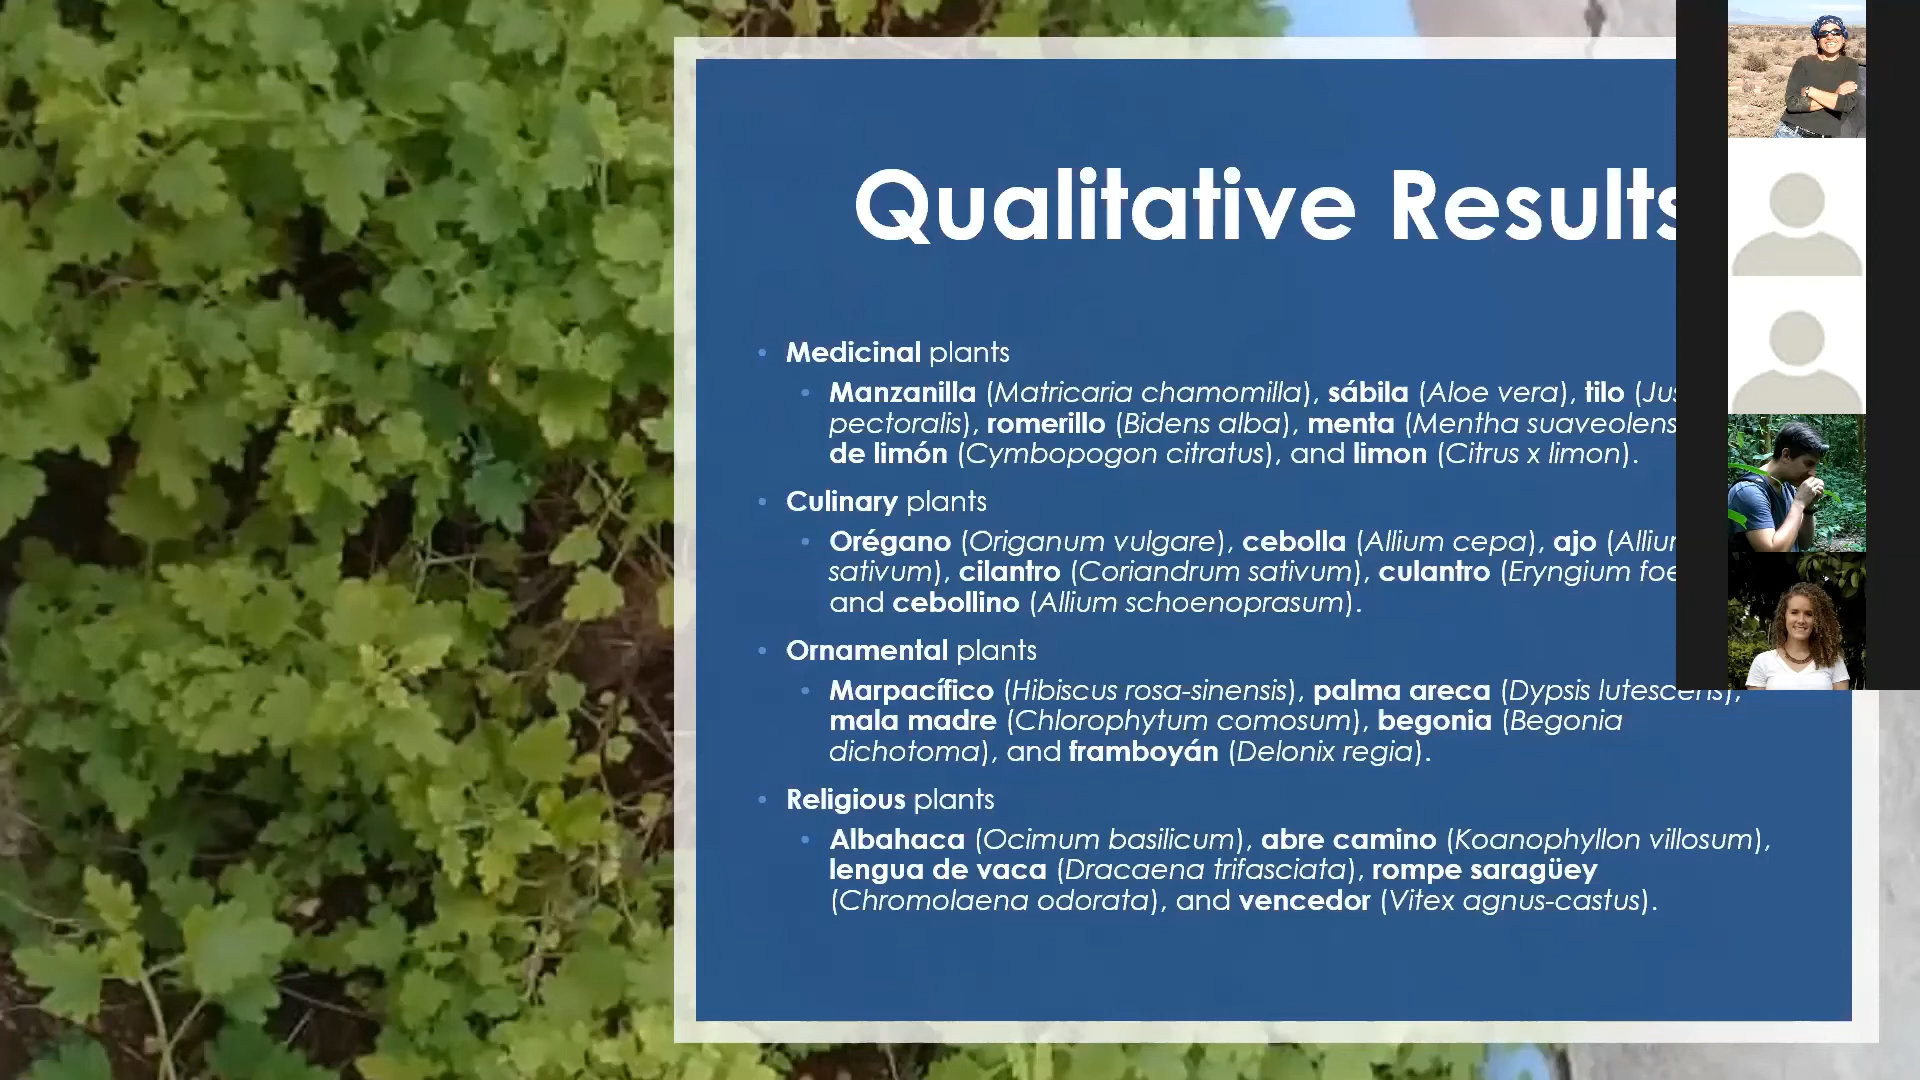 Qualitative Results
• Medicinal plants
• Manzanilla (Matricaria chamomilla), sábila (Aloe vera), tilo
pectoralis), romerillo (Bidens alba), menta (Mentha suaveolens
de limón (Cymbopogon citratus), and limon (Citrus x limon).
• Culinary plants
• Orégano (Origanum vulgare), cebolla (Allium cepa), ajo
sativum), cilantro (Coriandrum sativum), culantro (Eryngium
and cebollino (Allium schoenoprasum).
• Ornamental plants
• Marpacífico (Hibiscus rosa-sinensis), palma areca (Dypsis lutescens),
mala madre (Chlorophytum comosum), begonia (Begonia
dichotoma), and framboyán (Delonix regia).
• Religious plants
• Albahaca (Ocimum basilicum), abre camino (Koanophyllon villosum),
lengua de vaca (Dracaena trifasciata), rompe saragüey
(Chromolaena odorata), and vencedor (Vitex agnus-castus).